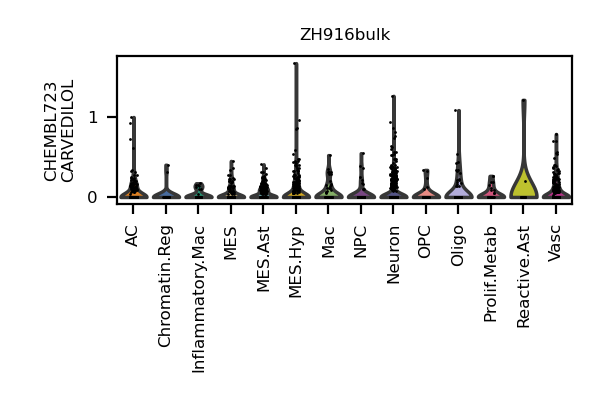 ZH916bulk
CHEMBL723
CARVEDILOL
1
0
AC
Chromatin.Reg
Inflammatory.Mac
MES
MES.Ast
MES.Hyp
Mac
NPC
Neuron
OPC
Oligo
Prolif.Metab
Reactive.Ast
Vasc